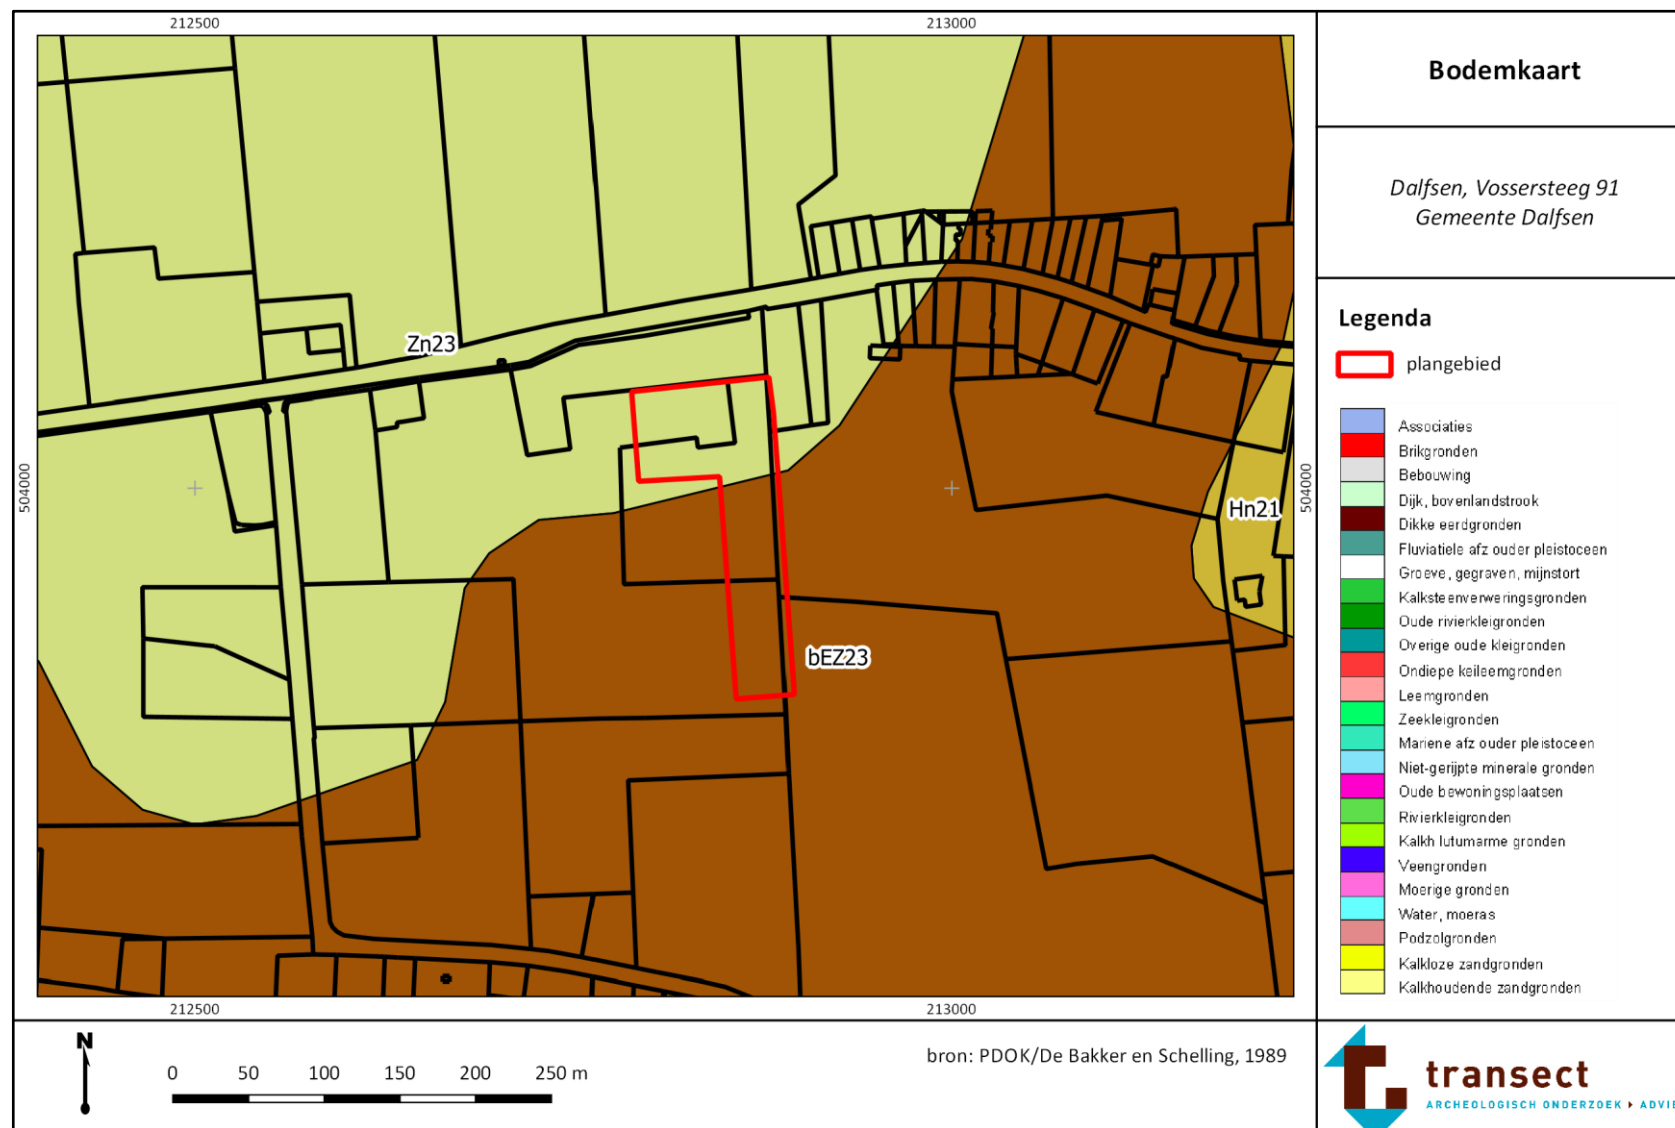 212500
213000
504000
504000
Zn23
Hn21
bEZ23
212500
213000
Bodemkaart
Dalfsen, Vossersteeg 91
Gemeente Dalfsen
Legenda
plangebied
Associaties
Brikgronden
Bebouwing
Dijk, bovenlandstrook
Dikke eerdgronden
Fluviatiele afz ouder pleistoceen
Groeve, gegraven, mijnstort
Kalksteenverweringsgronden
Oude rivierkleigronden
Overige oude kleigronden
Ondiepe keileemgronden
Leemgronden
Zeekleigronden
Mariene afz ouder pleistoceen
Niet-gerijpte minerale gronden
Oude bewoningsplaatsen
Rivierkleigronden
Kalkh lutumarme gronden
Veengronden
Moerige gronden
Water, moeras
Podzolgronden
Kalkloze zandgronden
Kalkhoudende zandgronden
N
0 50 100 150 200 250 m
bron: PDOK/De Bakker en Schelling, 1989
transect
ARCHEOLOGISCH ONDERZOEK ▸ ADVIE